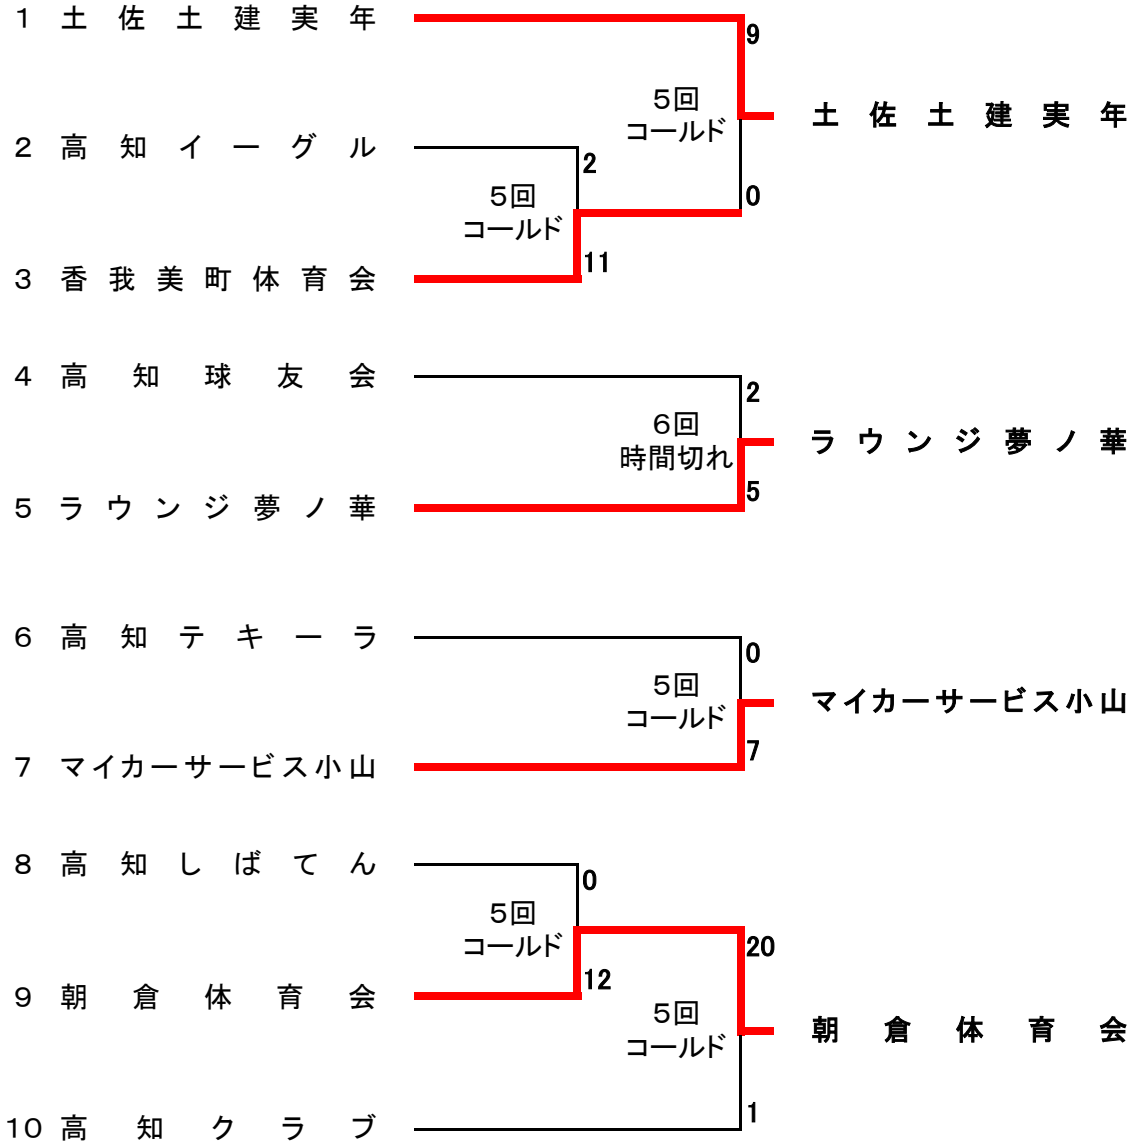 1 土佐土建実年
9
5回
コールド
土佐土建実年
2 高知イーグル
2
5回
コールド
0
3 香我美町体育会
11
4 高知球友会
2
6回
時間切れ
ラウンジ夢ノ華
5 ラウンジ夢ノ華
5
6 高知テキーラ
0
5回
コールド
マイカーサービス小山
7 マイカーサービス小山
7
8 高知しばてん
0
5回
コールド
20
9 朝倉体育会
12
5回
コールド
朝倉体育会
10 高知クラブ
1